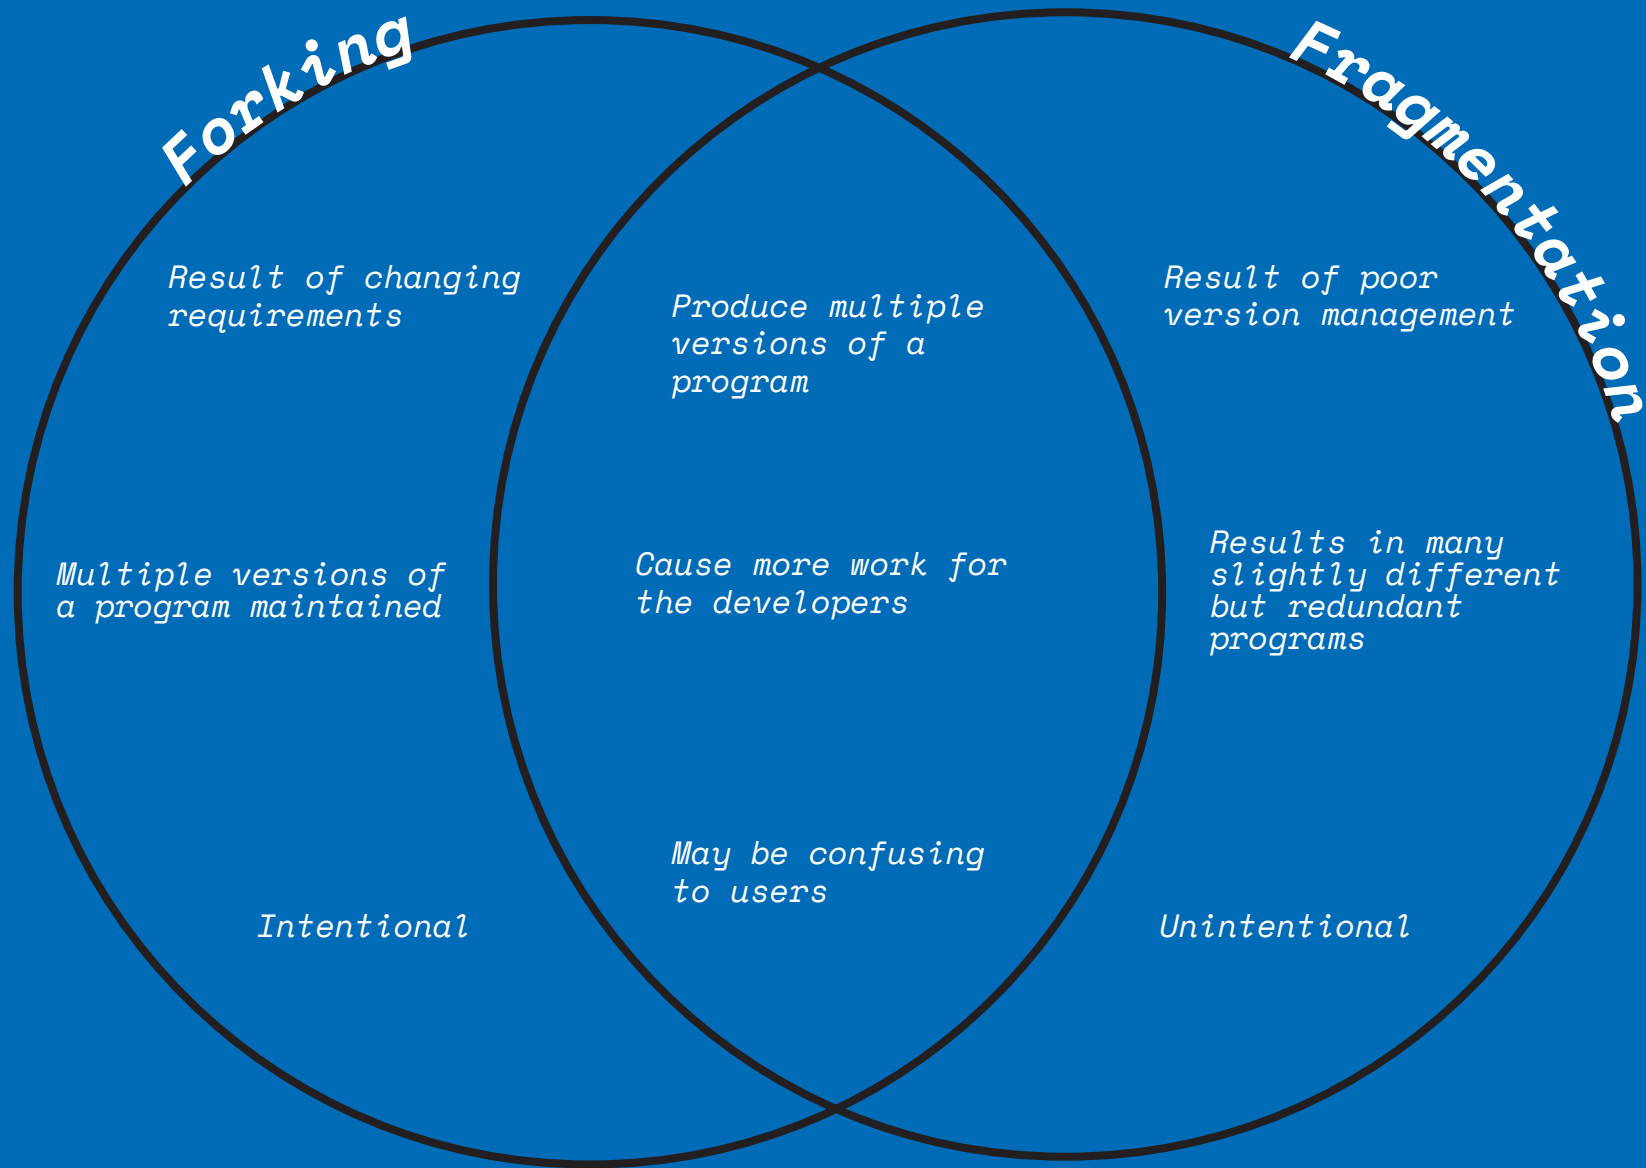 Forking
Fragmentation
Result of changing
requirements
Multiple versions of
a program maintained
Intentional
Produce multiple
versions of a
program
Cause more work for
the developers
May be confusing
to users
Result of poor
version management
Results in many
slightly different
but redundant
programs
Unintentional